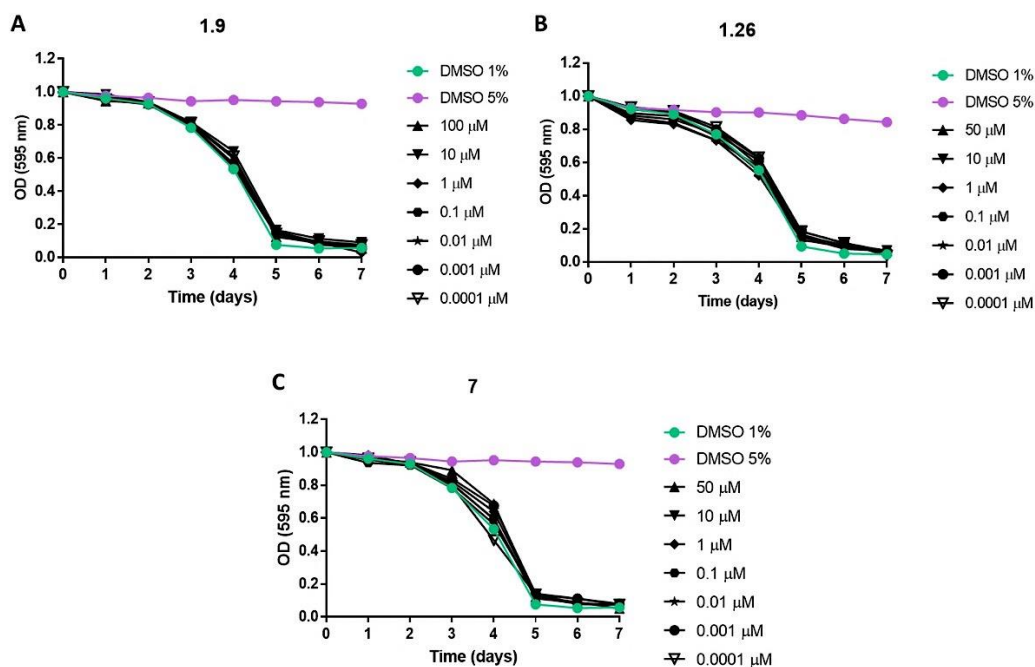 A
1.9
OD (595 nm)
1.2
1.0
0.8
0.6
0.4
0.2
0.0
0 1 2 3 4 5 6 7
Time (days)
DMSO 1%
DMSO 5%
100 µM
10 µM
1 µM
0.1 µM
0.01 µM
0.001 µM
0.0001 µM
B
1.26
OD (595 nm)
1.2
1.0
0.8
0.6
0.4
0.2
0.0
0 1 2 3 4 5 6 7
Time (days)
DMSO 1%
DMSO 5%
50 µM
10 µM
1 µM
0.1 µM
0.01 µM
0.001 µM
0.0001 µM
C
7
OD (595 nm)
1.2
1.0
0.8
0.6
0.4
0.2
0.0
0 1 2 3 4 5 6 7
Time (days)
DMSO 1%
DMSO 5%
50 µM
10 µM
1 µM
0.1 µM
0.01 µM
0.001 µM
0.0001 µM